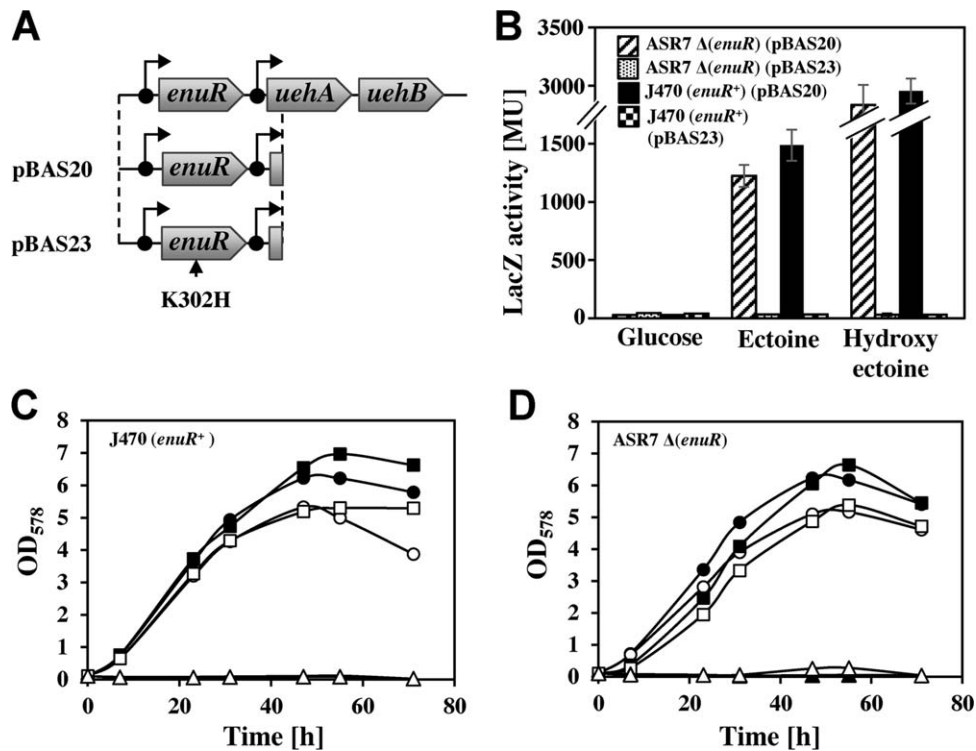 A
enuR
uehA
uehB
pBAS20
enuR
pBAS23
enuR
K302H
B
LacZ activity [MU]
3500
3000
1500
1000
500
0
ASR7 Δ(enuR) (pBAS20)
ASR7 Δ(enuR) (pBAS23)
J470 (enuR+) (pBAS20)
J470 (enuR+)
(pBAS23)
Glucose
Ectoine
Hydroxy
ectoine
C
J470 (enuR+ )
OD578
8
7
6
5
4
3
2
1
0
0 20 40 60 80
Time [h]
D
ASR7 Δ(enuR)
OD578
8
7
6
5
4
3
2
1
0
0 20 40 60 80
Time [h]